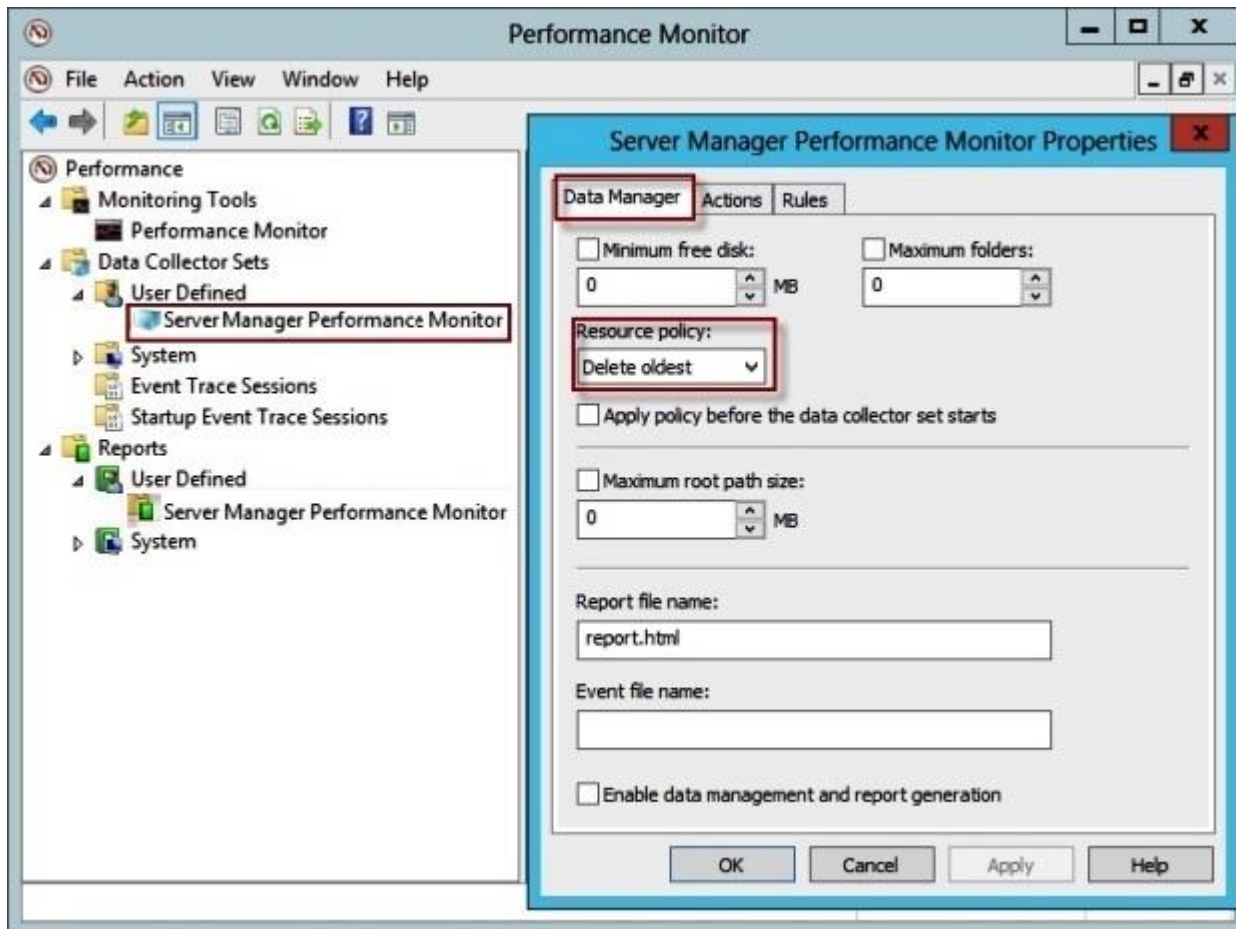 Performance Monitor
File Action View Window Help
Performance
Monitoring Tools
Performance Monitor
Data Collector Sets
User Defined
Server Manager Performance Monitor
System
Event Trace Sessions
Startup Event Trace Sessions
Reports
User Defined
Server Manager Performance Monitor
System
Server Manager Performance Monitor Properties
Data Manager Actions Rules
Minimum free disk: Maximum folders:
0 MB 0
Resource policy:
Delete oldest
Apply policy before the data collector set starts
Maximum root path size:
0 MB
Report file name:
report.html
Event file name:
Enable data management and report generation
OK Cancel Apply Help